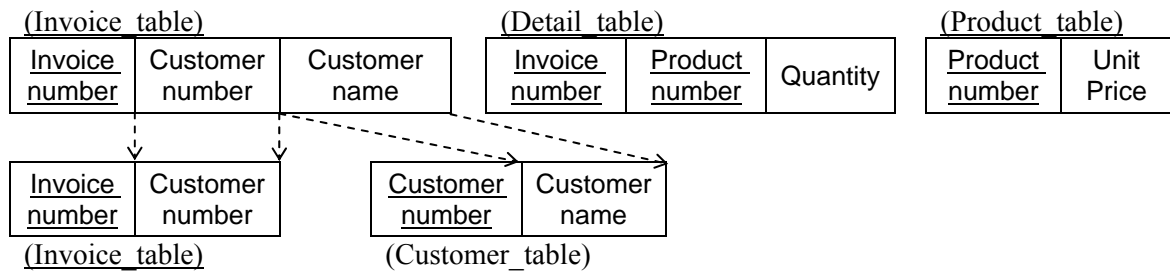 (Invoice_table)
(Detail_table)
(Product_table)
Invoice number
Customer number
Customer name
Invoice number
Product number
Quantity
Product number
Unit Price
Invoice number
Customer number
Customer number
Customer name
(Invoice_table)
(Customer_table)